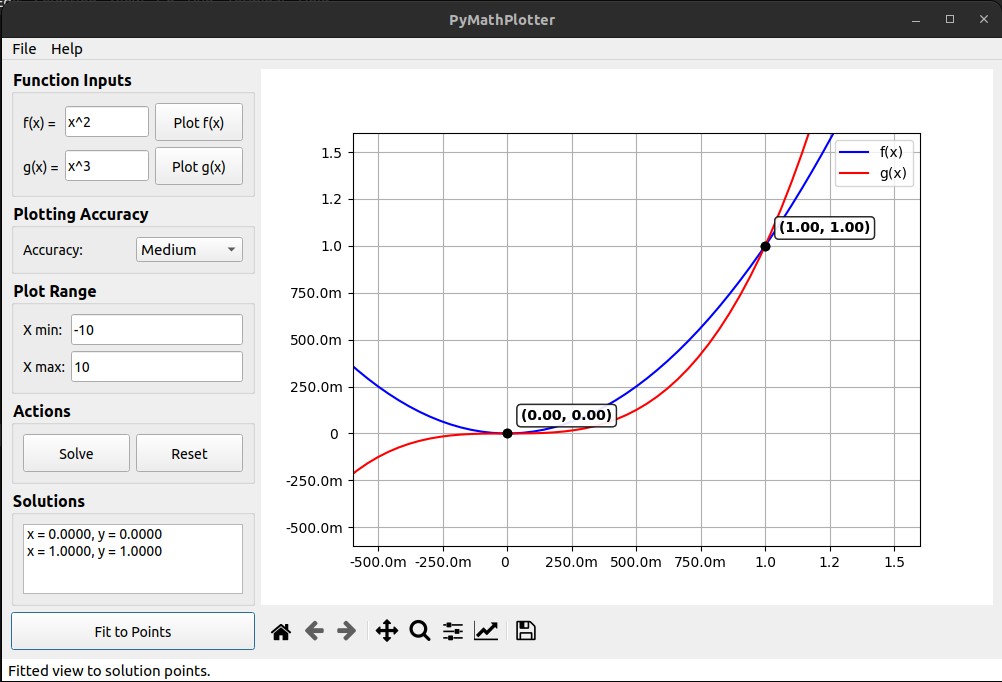 PyMathPlotter
File Help
Function Inputs
f(x) = x^2 Plot f(x)
g(x) = x^3 Plot g(x)
Plotting Accuracy
Accuracy: Medium
Plot Range
X min: -10
X max: 10
Actions
Solve Reset
Solutions
x = 0.0000, y = 0.0000
x = 1.0000, y = 1.0000
Fit to Points
1.5
1.2
1.0
750.0m
500.0m
250.0m
0
-250.0m
-500.0m
f(x)
g(x)
(1.00, 1.00)
(0.00, 0.00)
-500.0m -250.0m 0 250.0m 500.0m 750.0m 1.0 1.2 1.5
Fitted view to solution points.